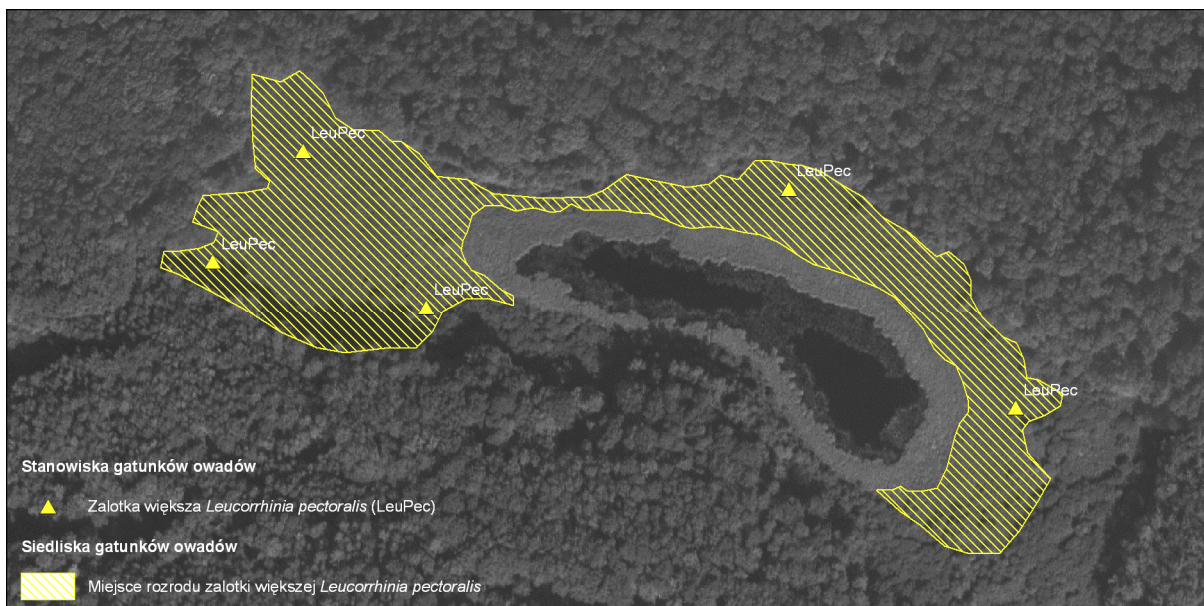 LeuPec
LeuPec
LeuPec
LeuPec
LeuPec
Stanowiska gatunków owadów
Zalotka większa Leucorrhinia pectoralis (LeuPec)
Siedliska gatunków owadów
Miejsce rozrodu zalotki większej Leucorrhinia pectoralis